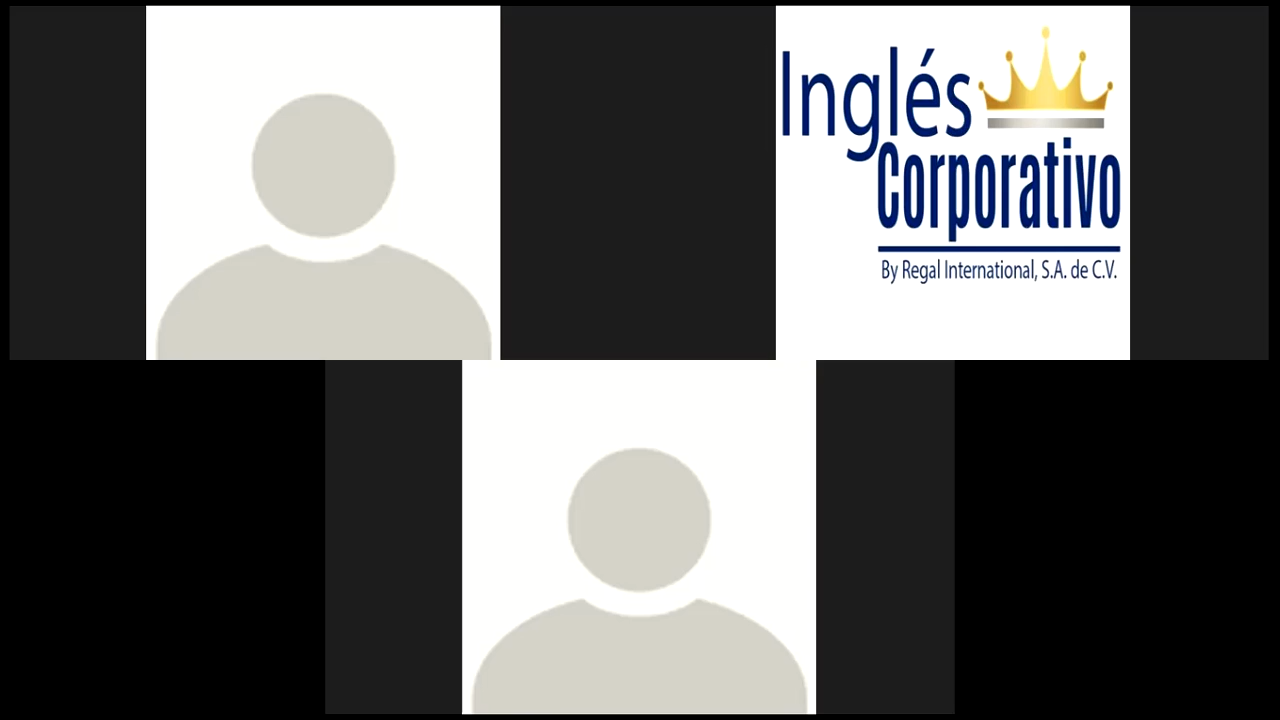 Inglés
Corporativo
By Regal International, S.A. de C.V.